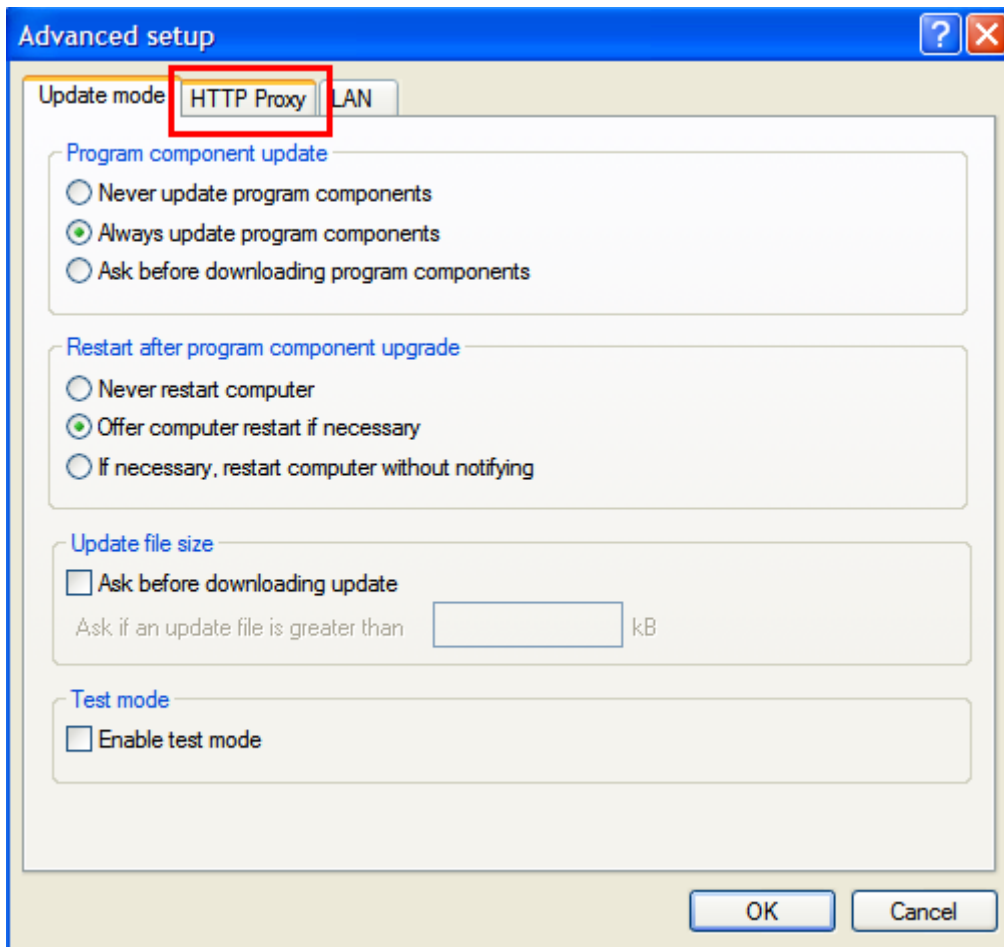 Advanced setup
Update mode HTTP Proxy LAN
Program component update
Never update program components
Always update program components
Ask before downloading program components
Restart after program component upgrade
Never restart computer
Offer computer restart if necessary
If necessary, restart computer without notifying
Update file size
Ask before downloading update
Ask if an update file is greater than kB
Test mode
Enable test mode
OK Cancel